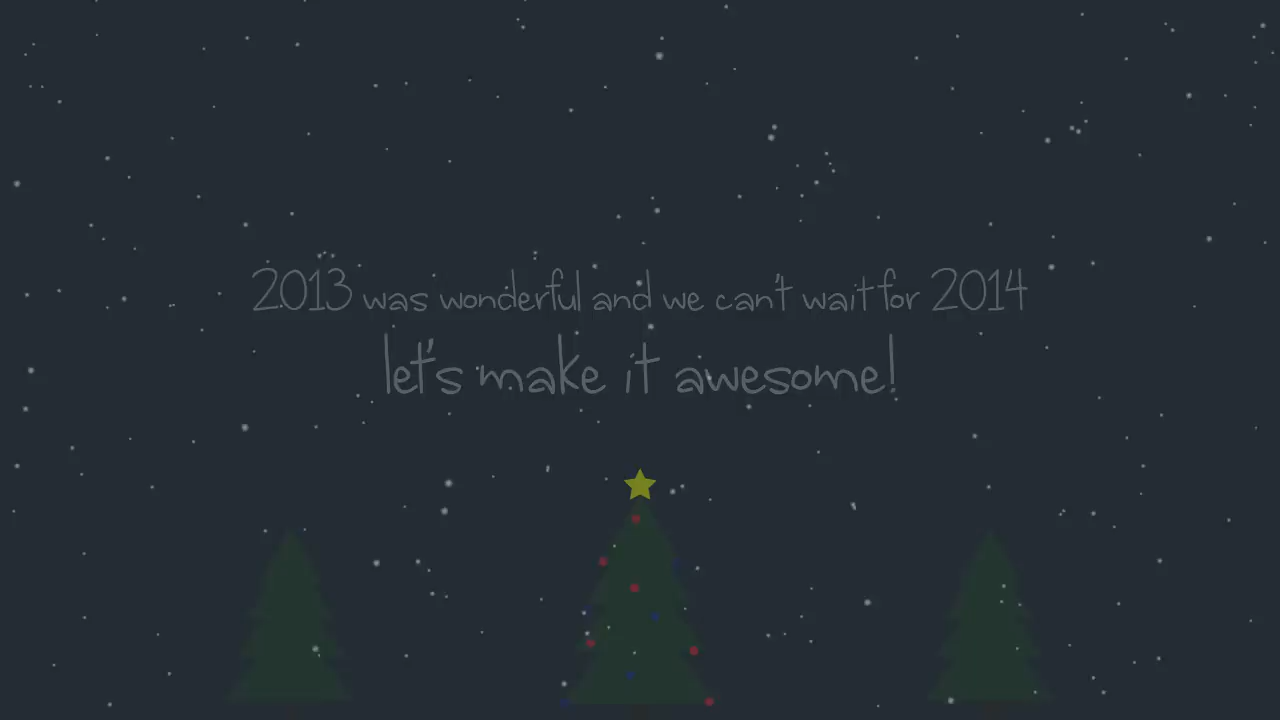 2013 was wonderful and we can't wait for 2014
let's make it awesome!